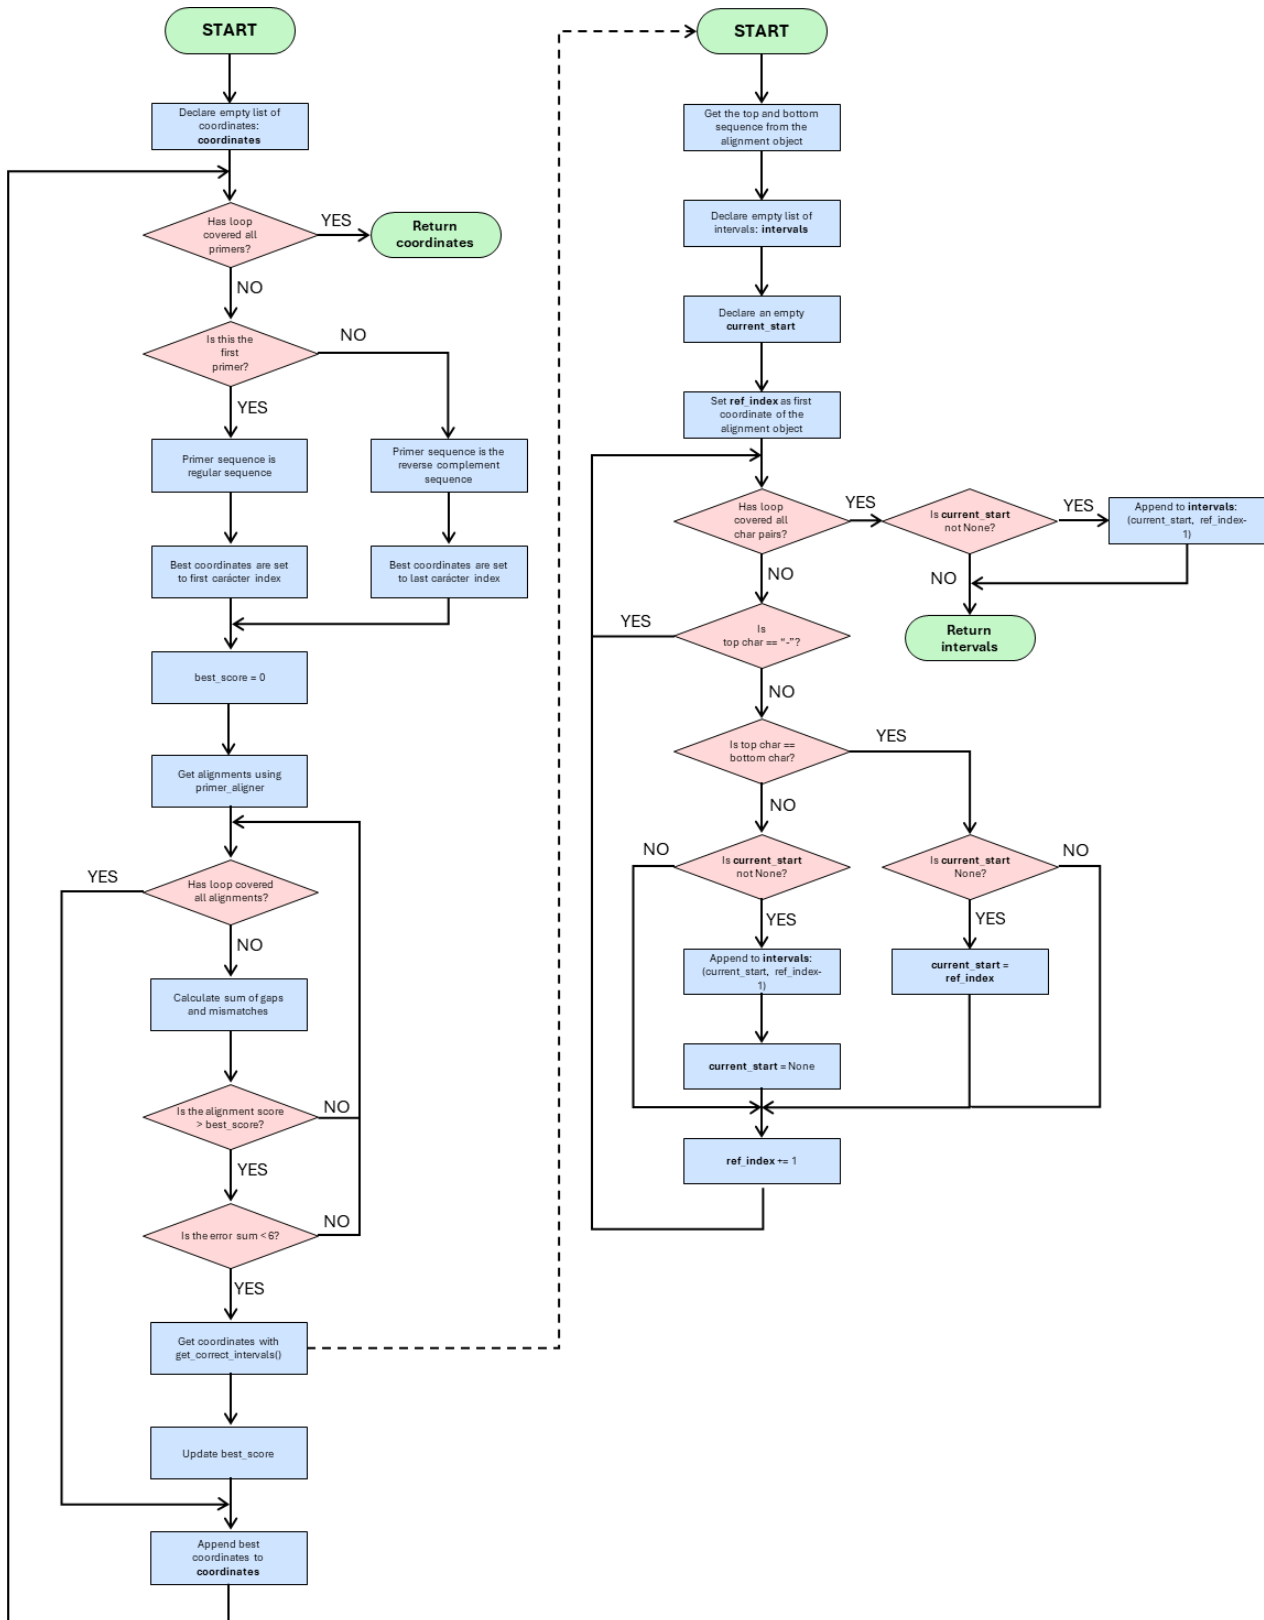 START
Declare empty list of
coordinates:
coordinates
Has loop
covered all
primers?
YES
Return
coordinates
NO
Is this the
first
primer?
NO
YES
Primer sequence is
regular sequence
Primer sequence is the
reverse complement
sequence
Best coordinates are set
to first carácter index
Best coordinates are set
to last carácter index
best_score = 0
Get alignments using
primer_aligner
YES
Has loop covered
all alignments?
NO
Calculate sum of gaps
and mismatches
Is the alignment score
> best_score?
NO
YES
Is the error sum < 6?
NO
YES
Get coordinates with
get_correct_intervals()
Update best_score
Append best
coordinates to
coordinates
START
Get the top and bottom
sequence from the
alignment object
Declare empty list of
intervals: intervals
Declare an empty
current_start
Set ref_index as first
coordinate of the
alignment object
Has loop
covered all
char pairs?
YES
Is current_start
not None?
YES
Append to intervals:
(current_start, ref_index-
1)
NO
NO
Return
intervals
YES
Is
top char == “-”?
NO
Is top char ==
bottom char?
YES
NO
NO
Is current_start
not None?
Is current_start
None?
NO
YES
YES
Append to intervals:
(current_start, ref_index-
1)
current_start =
ref_index
current_start = None
ref_index += 1